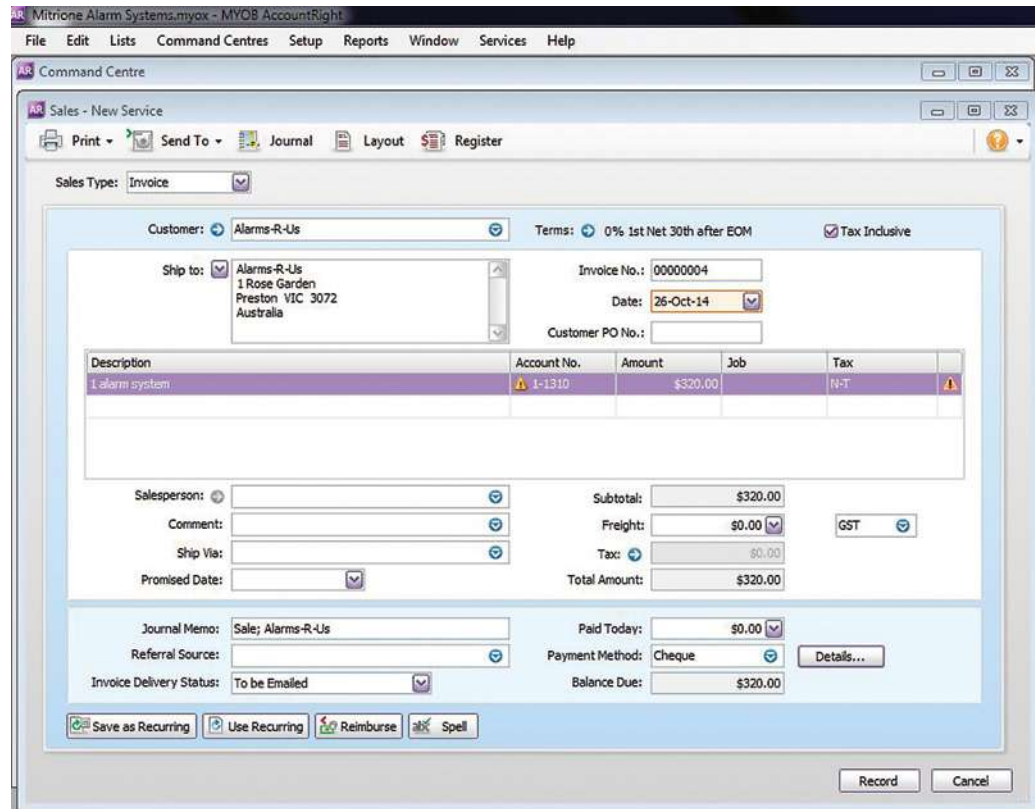 AR Mitrione Alarm Systems.myox - MYOB AccountRight
File Edit Lists Command Centres Setup Reports Window Services Help
AR Command Centre
AR Sales - New Service
Print Send To Journal Layout Register
Sales Type: Invoice
Customer: Alarms-R-Us Terms: 0% 1st Net 30th after EOM Tax Inclusive
Ship to: Alarms-R-Us Invoice No.: 00000004
1 Rose Garden
Preston VIC 3072 Date: 26-Oct-14
Australia
Customer PO No.:
Description Account No. Amount Job Tax
1 alarm system 1-1310 $320.00 N-T
Salesperson: Subtotal: $320.00
Comment: Freight: $0.00 GST
Ship Via: Tax: $0.00
Promised Date: Total Amount: $320.00
Journal Memo: Sale; Alarms-R-Us Paid Today: $0.00
Referral Source: Payment Method: Cheque Details...
Invoice Delivery Status: To be Emailed Balance Due: $320.00
Save as Recurring Use Recurring Reimburse abc Spell
Record Cancel